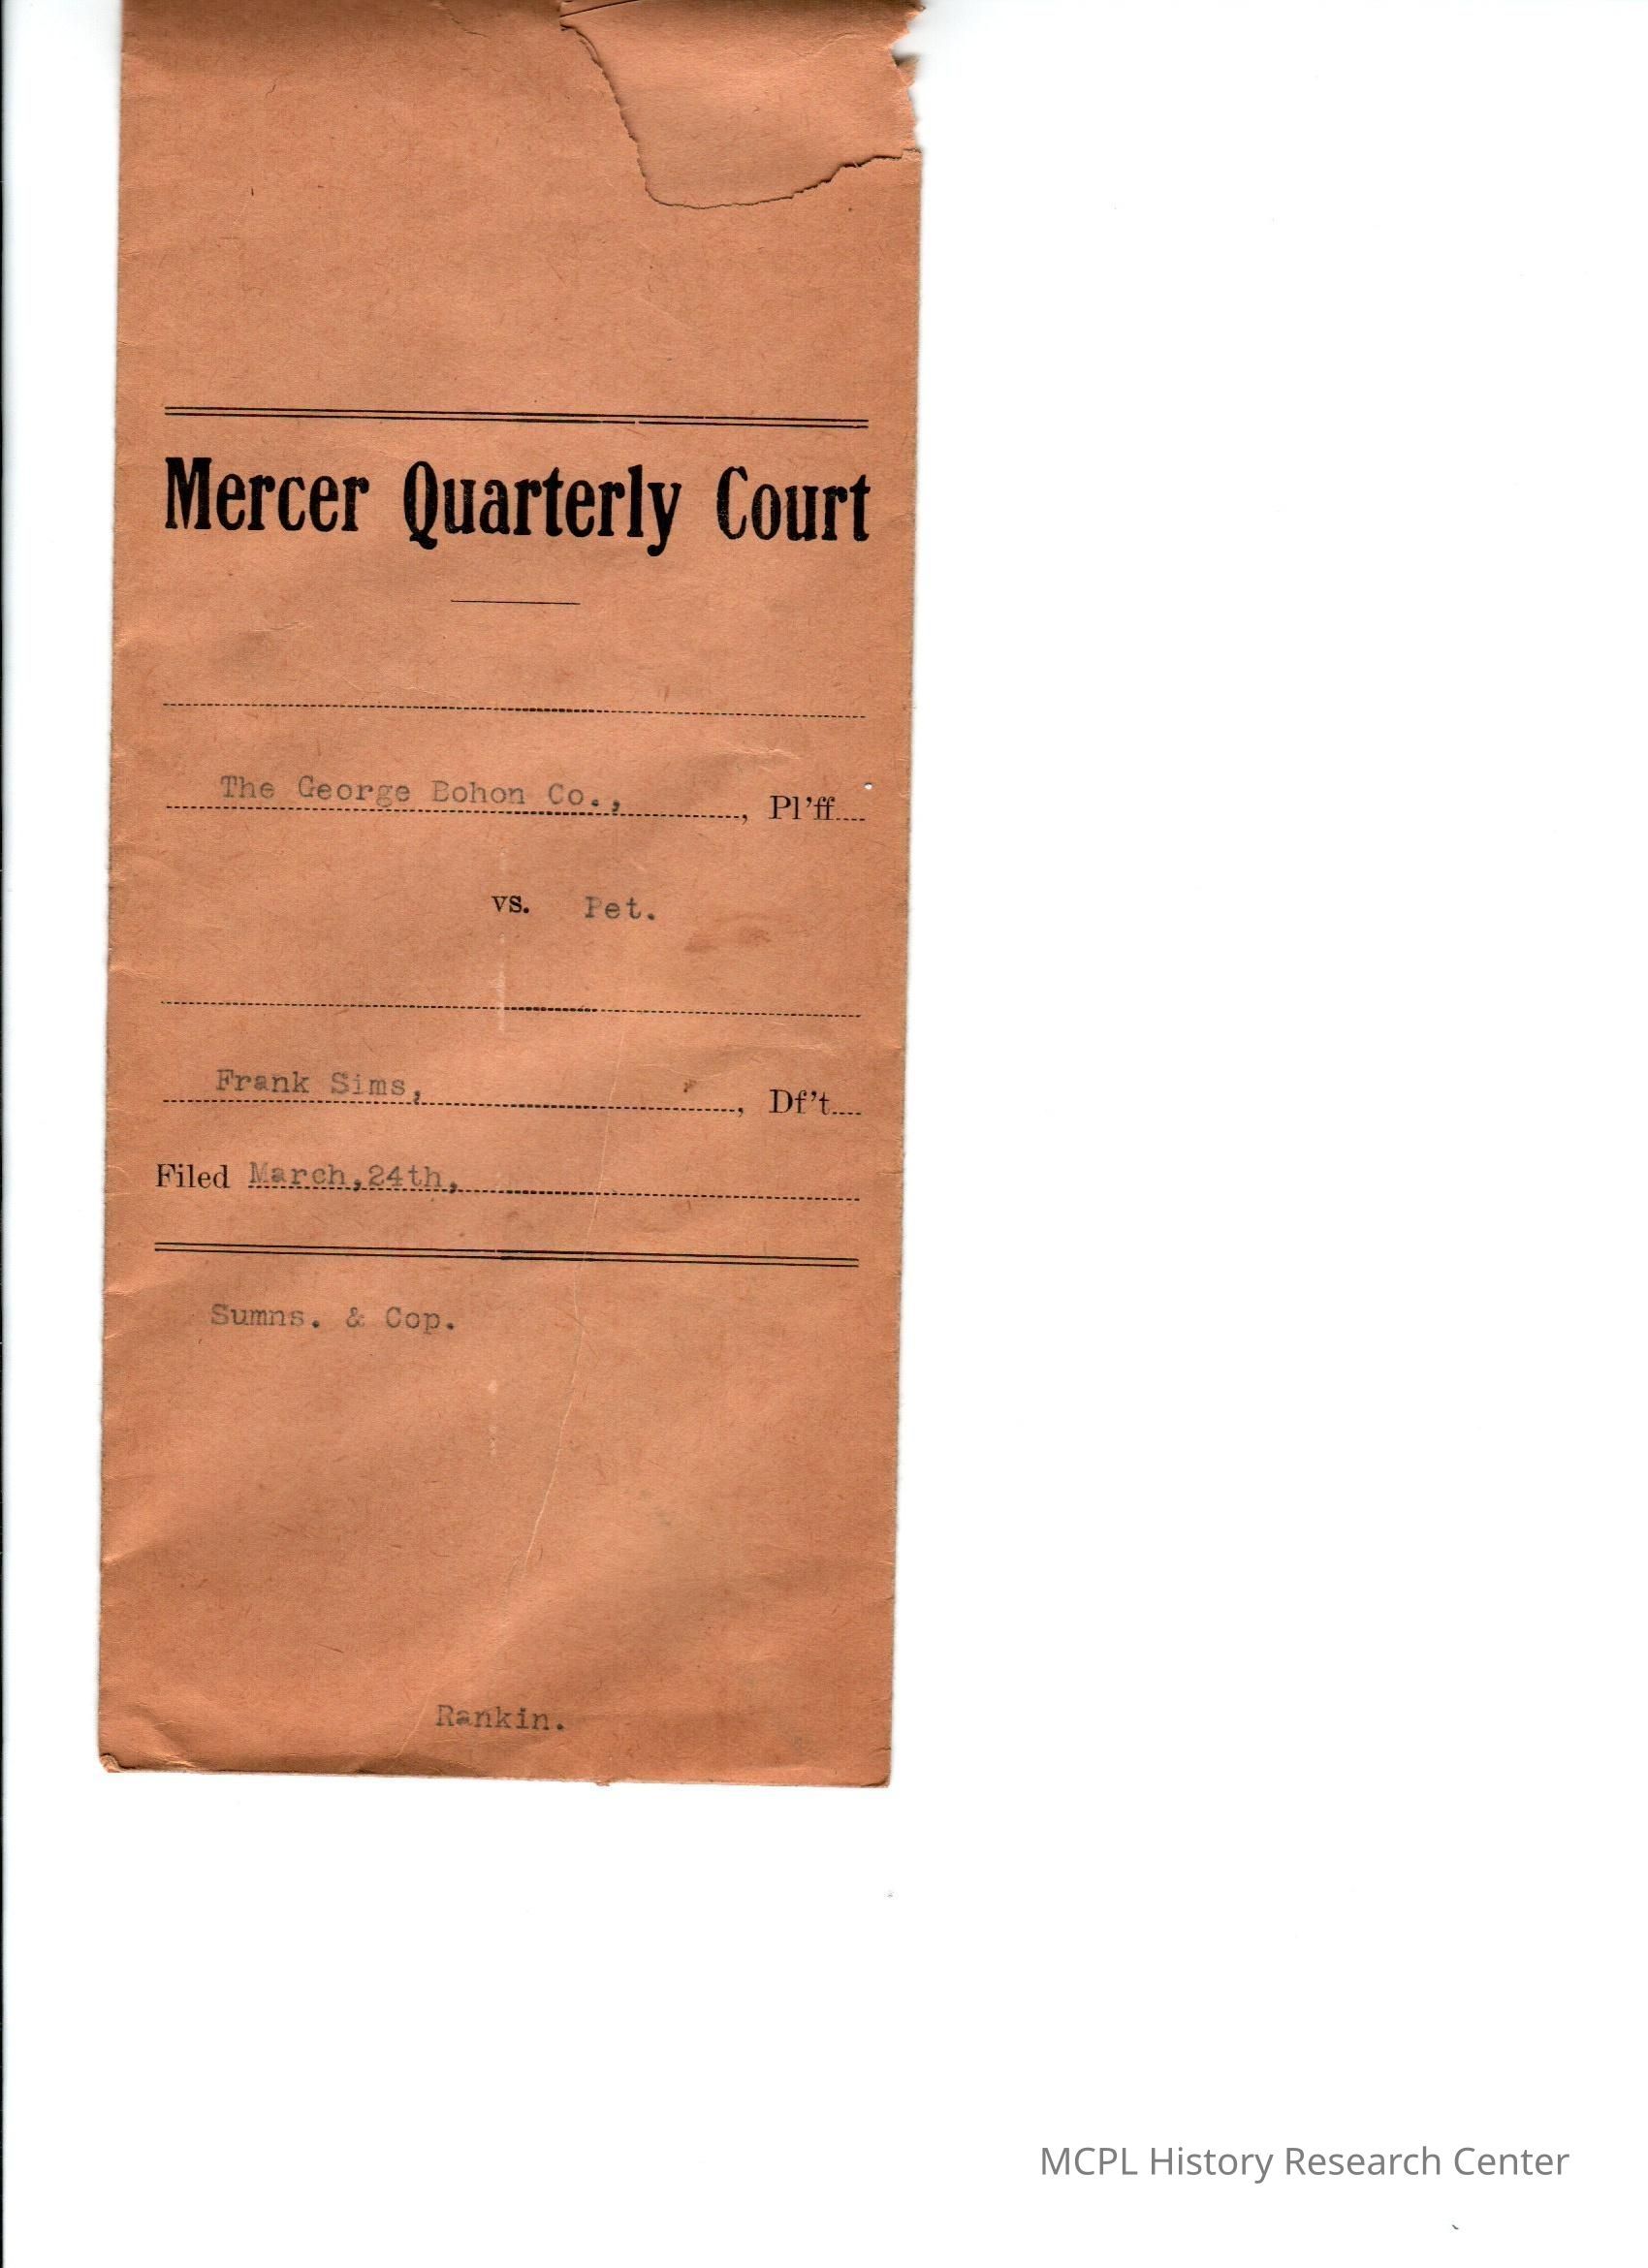 Mercer Quarterly Court
The George Bohon Co., , Pl'ff
vs. Pet.
Frank Sims, , Df't
Filed March,24th,
Sumns. & Cop.
Rankin.
MCPL History Research Center